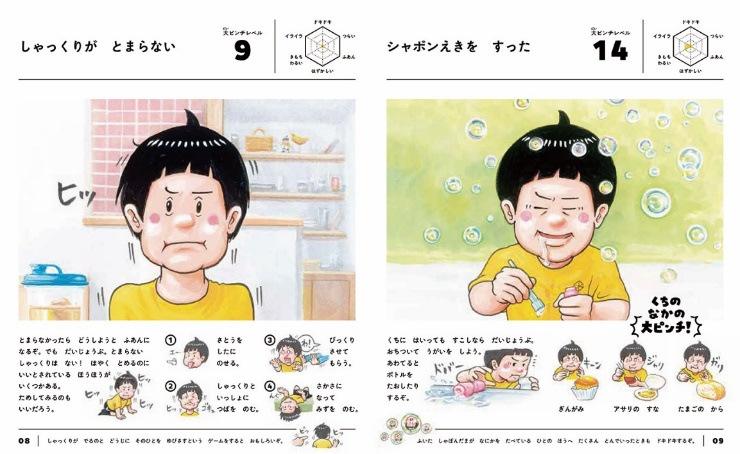 しゃっくりが とまらない
大ピンチレベル
9
ドキドキ
つらい
ふあん
はずかしい
きもち
わるい
イライラ
ヒッ
とまらなかったら どうしようと ふあんに
なるぞ。でも だいじょうぶ。とまらない
しゃっくりは ない！ はやく とめるのに
いいとされている ほうほうが
いくつかある。
ためしてみるのも
いいだろう。
ヒッ
ヒッ
1
さとうを
したに
のせる。
2
しゃっくりと
いっしょに
つばを のむ。
3
わ!
びっくり
させて
もらう。
4
さかさに
なって
みずを のむ。
08
しゃっくりが でるのと どうじに そのひとを ゆびさすという ゲームをすると おもしろいぞ。
シャボンえきを すった
大ピンチレベル
14
ドキドキ
つらい
ふあん
はずかしい
きもち
わるい
イライラ
くちに はいっても すこしなら だいじょうぶ。
おちついて うがいを しよう。
あわてると
ボトルを
たおしたり
するぞ。
くちの
なかの
大ピンチ!
キーン
ぎんがみ
ジャリ
アサリの すな
ガリ
たまごの から
ふいた しゃぼんだまが なにかを たべている ひとの ほうへ たくさん とんでいったときも ドキドキするぞ。
09